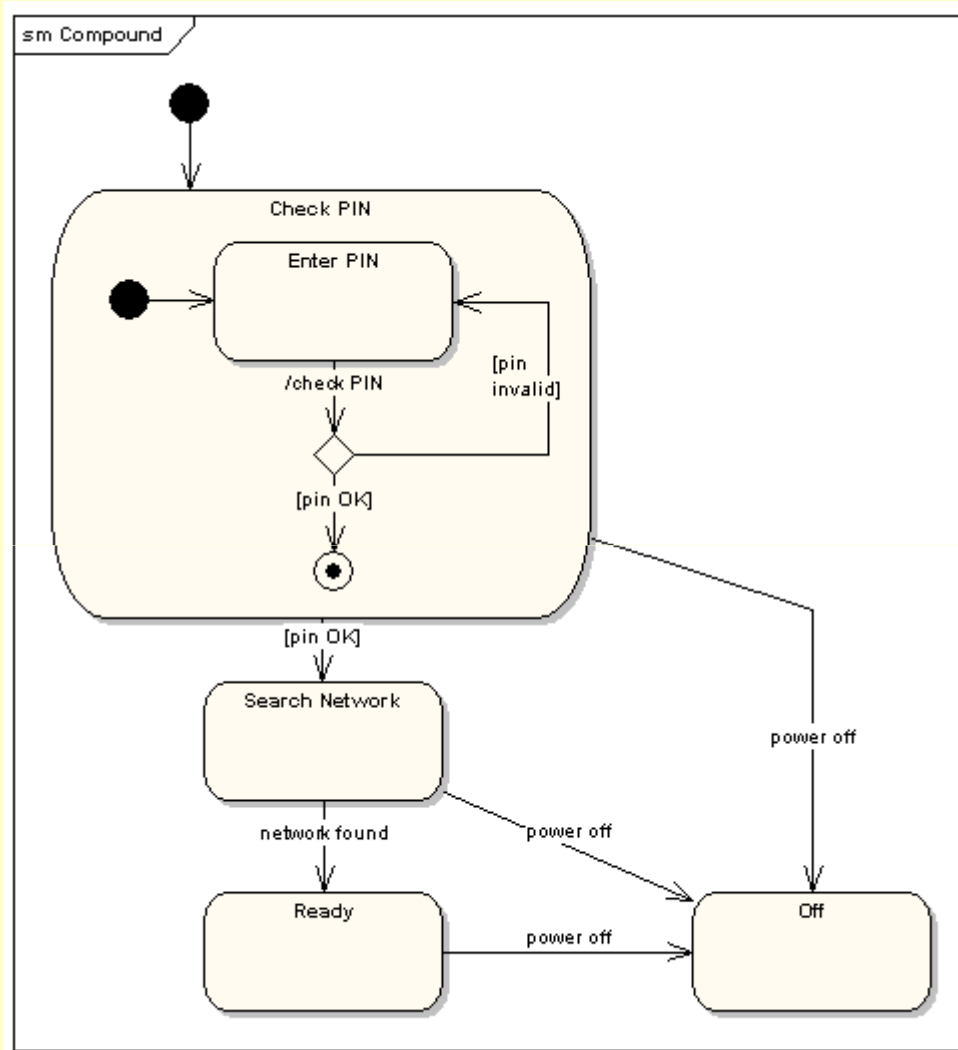 sm Compound
Check PIN
Enter PIN
[pin
invalid]
/check PIN
[pin OK]
[pin OK]
Search Network
power off
network found
power off
Ready
Off
power off